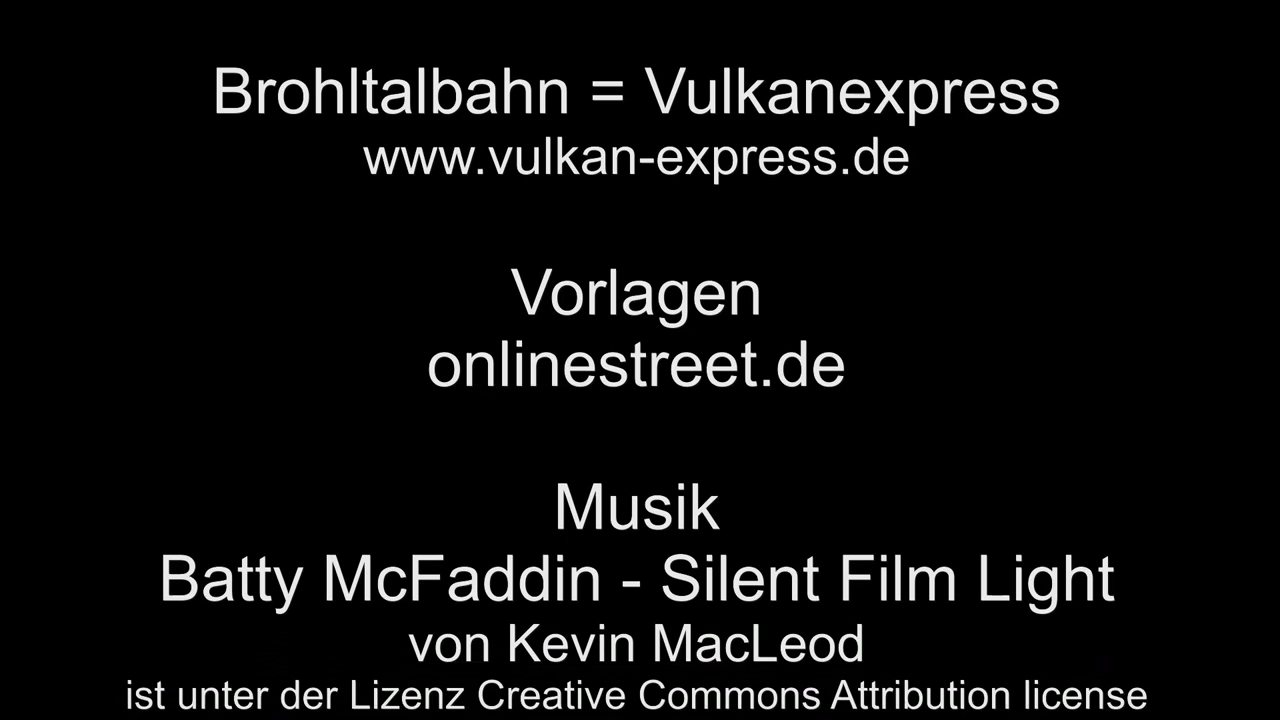 Brohltalbahn = Vulkanexpress
www.vulkan-express.de
Vorlagen
onlinestreet.de
Musik
Batty McFaddin - Silent Film Light
von Kevin MacLeod
ist unter der Lizenz Creative Commons Attribution license